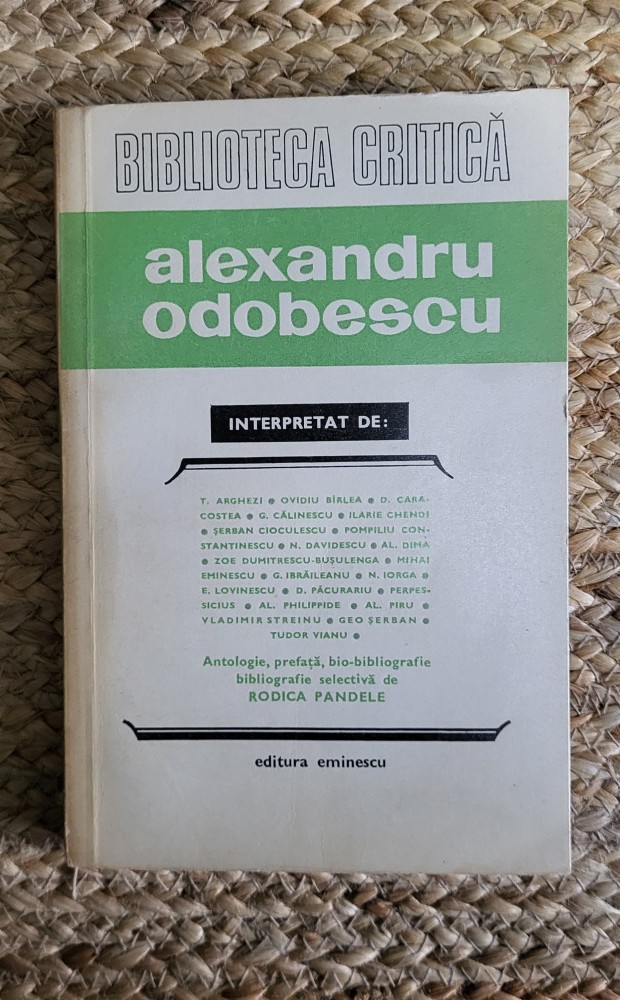 BIBLIOTECA CRITICĂ
alexandru
odobescu
INTERPRETAT DE:
T. ARGHEZI ● OVIDIU BÎRLEA ● D. CARA-
COSTEA ● G. CĂLINESCU ● ILARIE CHENDI
● ȘERBAN CIOCULESCU ● POMPILIU CON-
STANTINESCU ● N. DAVIDESCU ● AL. DIMA
● ZOE DUMITRESCU-BUȘULENGA ● MIHAI
EMINESCU ● G. IBRĂILEANU ● N. IORGA ●
E. LOVINESCU ● D. PĂCURARIU ● PERPES-
SICIUS ● AL. PHILIPPIDE ● AL. PIRU ●
VLADIMIR STREINU ● GEO ȘERBAN ●
TUDOR VIANU ●
Antologie, prefață, bio-bibliografie
bibliografie selectivă de
RODICA PANDELE
editura eminescu